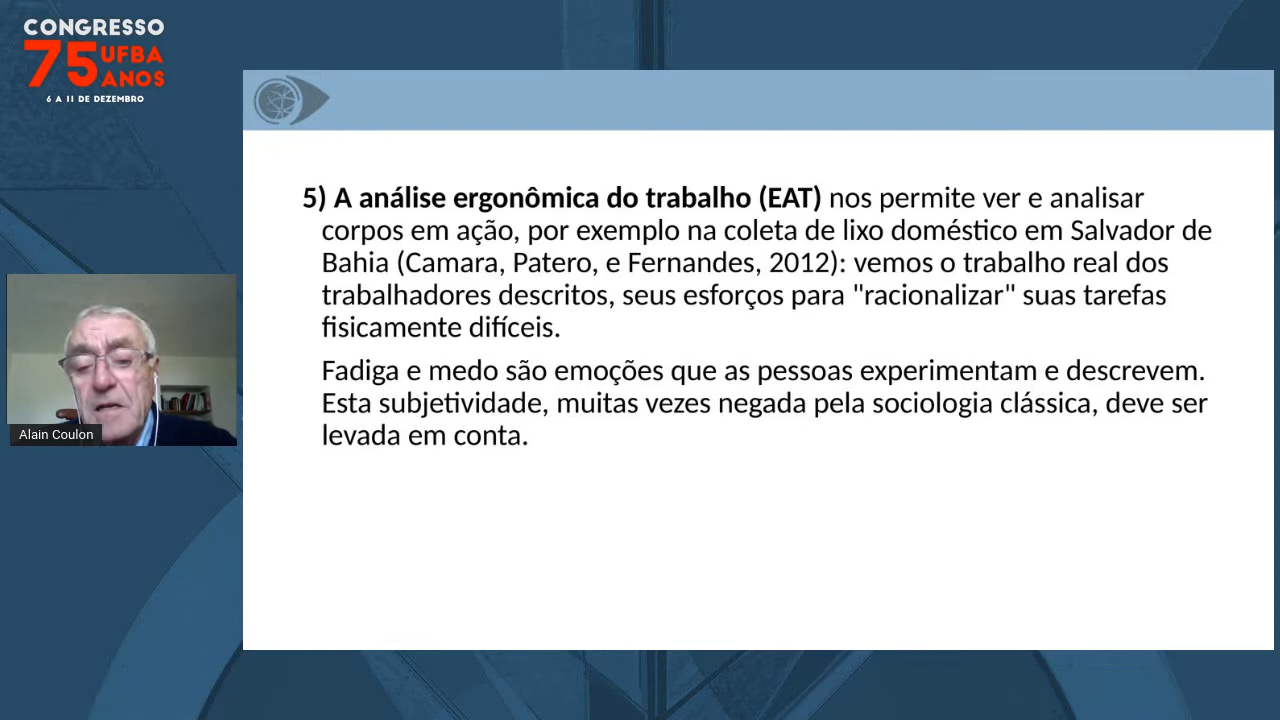 CONGRESSO
75 UFBA
ANOS
6 A 11 DE DEZEMBRO
5) A análise ergonômica do trabalho (EAT) nos permite ver e analisar
corpos em ação, por exemplo na coleta de lixo doméstico em Salvador de
Bahia (Camara, Patero, e Fernandes, 2012): vemos o trabalho real dos
trabalhadores descritos, seus esforços para "racionalizar" suas tarefas
fisicamente difíceis.
Fadiga e medo são emoções que as pessoas experimentam e descrevem.
Esta subjetividade, muitas vezes negada pela sociologia clássica, deve ser
levada em conta.
Alain Coulon